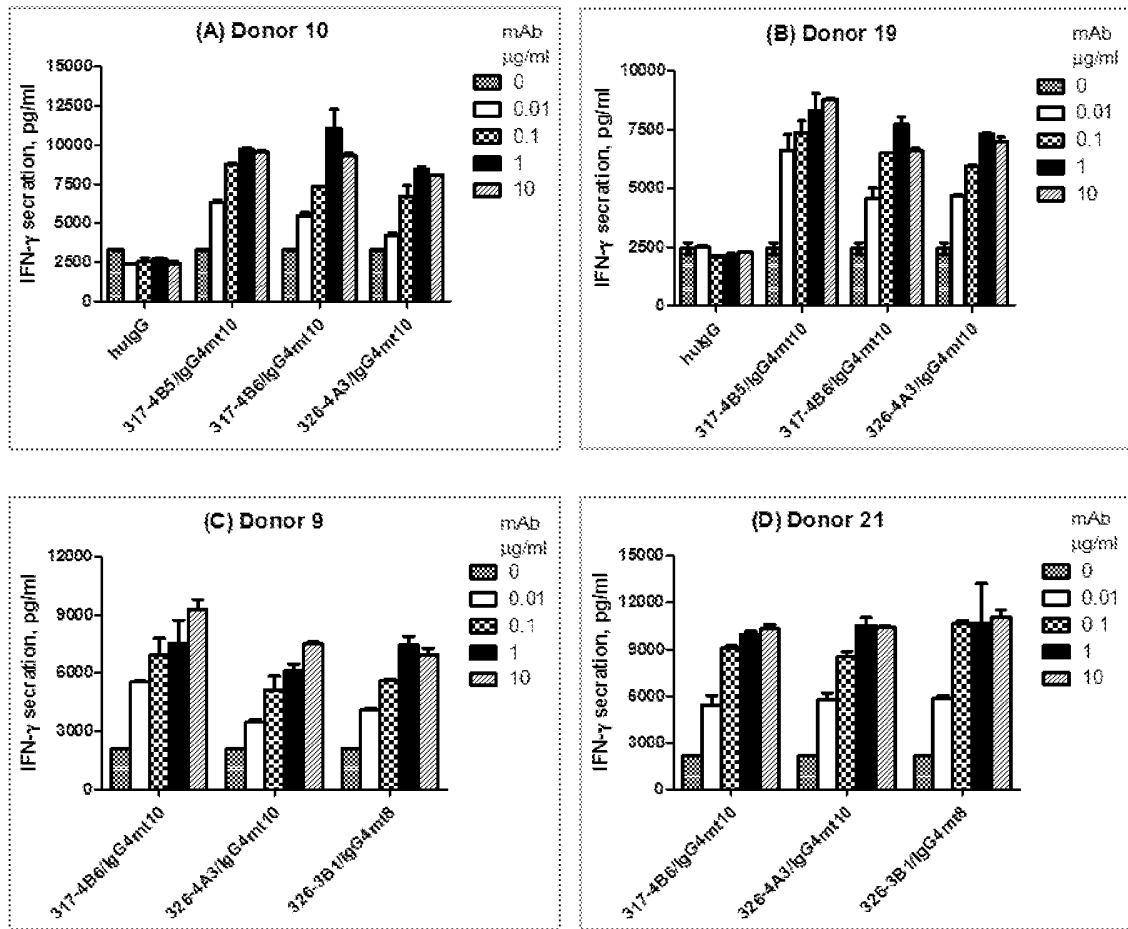 (A) Donor 10
mAb
µg/ml
0
0.01
0.1
1
10
IFN-γ secration, pg/ml
15000
12500
10000
7500
5000
2500
0
huIgG
317-4B5/IgG4mt10
317-4B6/IgG4mt10
326-4A3/IgG4mt10
(B) Donor 19
mAb
µg/ml
0
0.01
0.1
1
10
IFN-γ secration, pg/ml
10000
7500
5000
2500
0
huIgG
317-4B5/IgG4mt10
317-4B6/IgG4mt10
326-4A3/IgG4mt10
(C) Donor 9
mAb
µg/ml
0
0.01
0.1
1
10
IFN-γ secration, pg/ml
12000
9000
6000
3000
0
317-4B6/IgG4mt10
326-4A3/IgG4mt10
326-3B1/IgG4mt8
(D) Donor 21
mAb
µg/ml
0
0.01
0.1
1
10
IFN-γ secration, pg/ml
15000
12000
9000
6000
3000
0
317-4B6/IgG4mt10
326-4A3/IgG4mt10
326-3B1/IgG4mt8